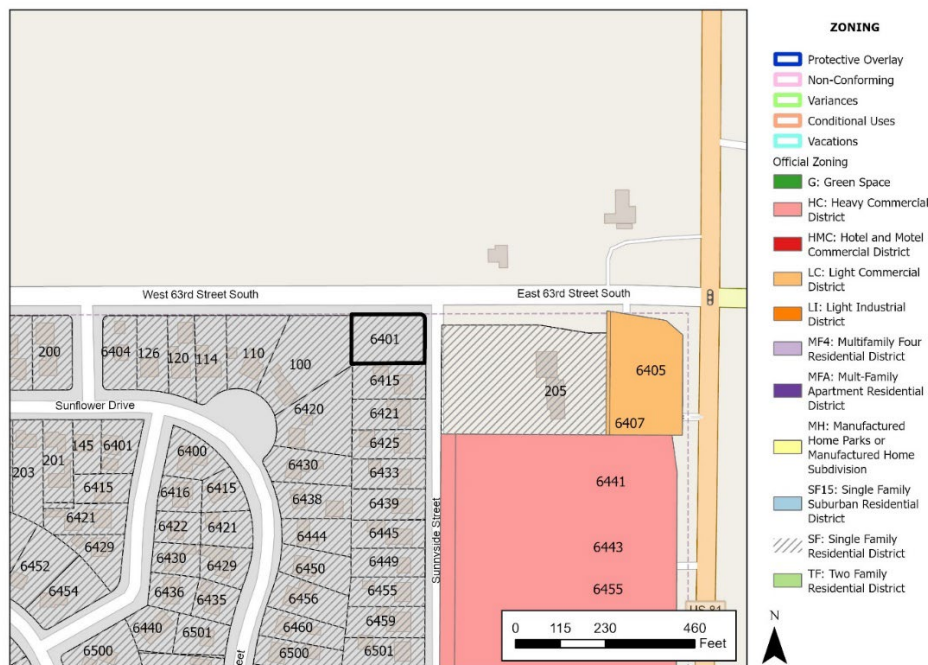 ZONING
Protective Overlay
Non-Conforming
Variances
Conditional Uses
Vacations
Official Zoning
G: Green Space
HC: Heavy Commercial
District
HMC: Hotel and Motel
Commercial District
LC: Light Commercial
District
LI: Light Industrial
District
MF4: Multifamily Four
Residential District
MFA: Mult-Family
Apartment Residential
District
MH: Manufactured
Home Parks or
Manufactured Home
Subdivision
SF15: Single Family
Suburban Residential
District
SF: Single Family
Residential District
TF: Two Family
Residential District
West 63rd Street South
East 63rd Street South
200
6404
126
120
114
110
100
6401
6405
6415
205
Sunflower Drive
6420
6421
6407
6425
203
201
145
6401
6400
6430
6433
6415
6416
6415
6438
6439
6441
6421
6422
6421
6444
6445
6429
6430
6429
6450
6449
6443
6452
6454
6436
6435
6456
6455
6455
6440
6501
6460
6459
6500
6500
6501
Sunnyside Street
US 81
0 115 230 460
Feet
N